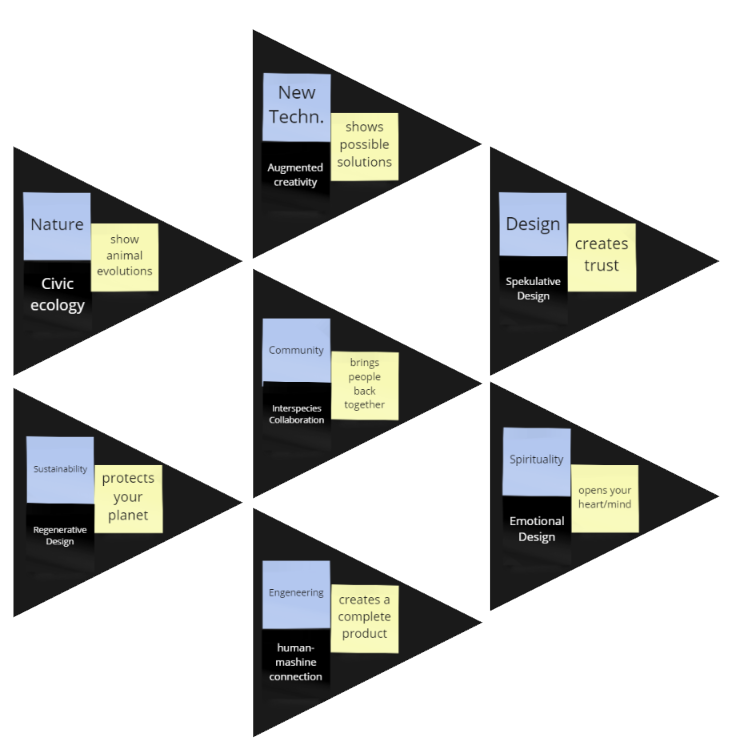 New
Techn.
Augmented
creativity
shows
possible
solutions
Nature
Civic
ecology
show
animal
evolutions
Design
Spekulative
Design
creates
trust
Community
Interspecies
Collaboration
brings
people
back
together
Sustainability
Regenerative
Design
protects
your
planet
Spirituality
Emotional
Design
opens your
heart/mind
Engeneering
human-
mashine
connection
creates a
complete
product